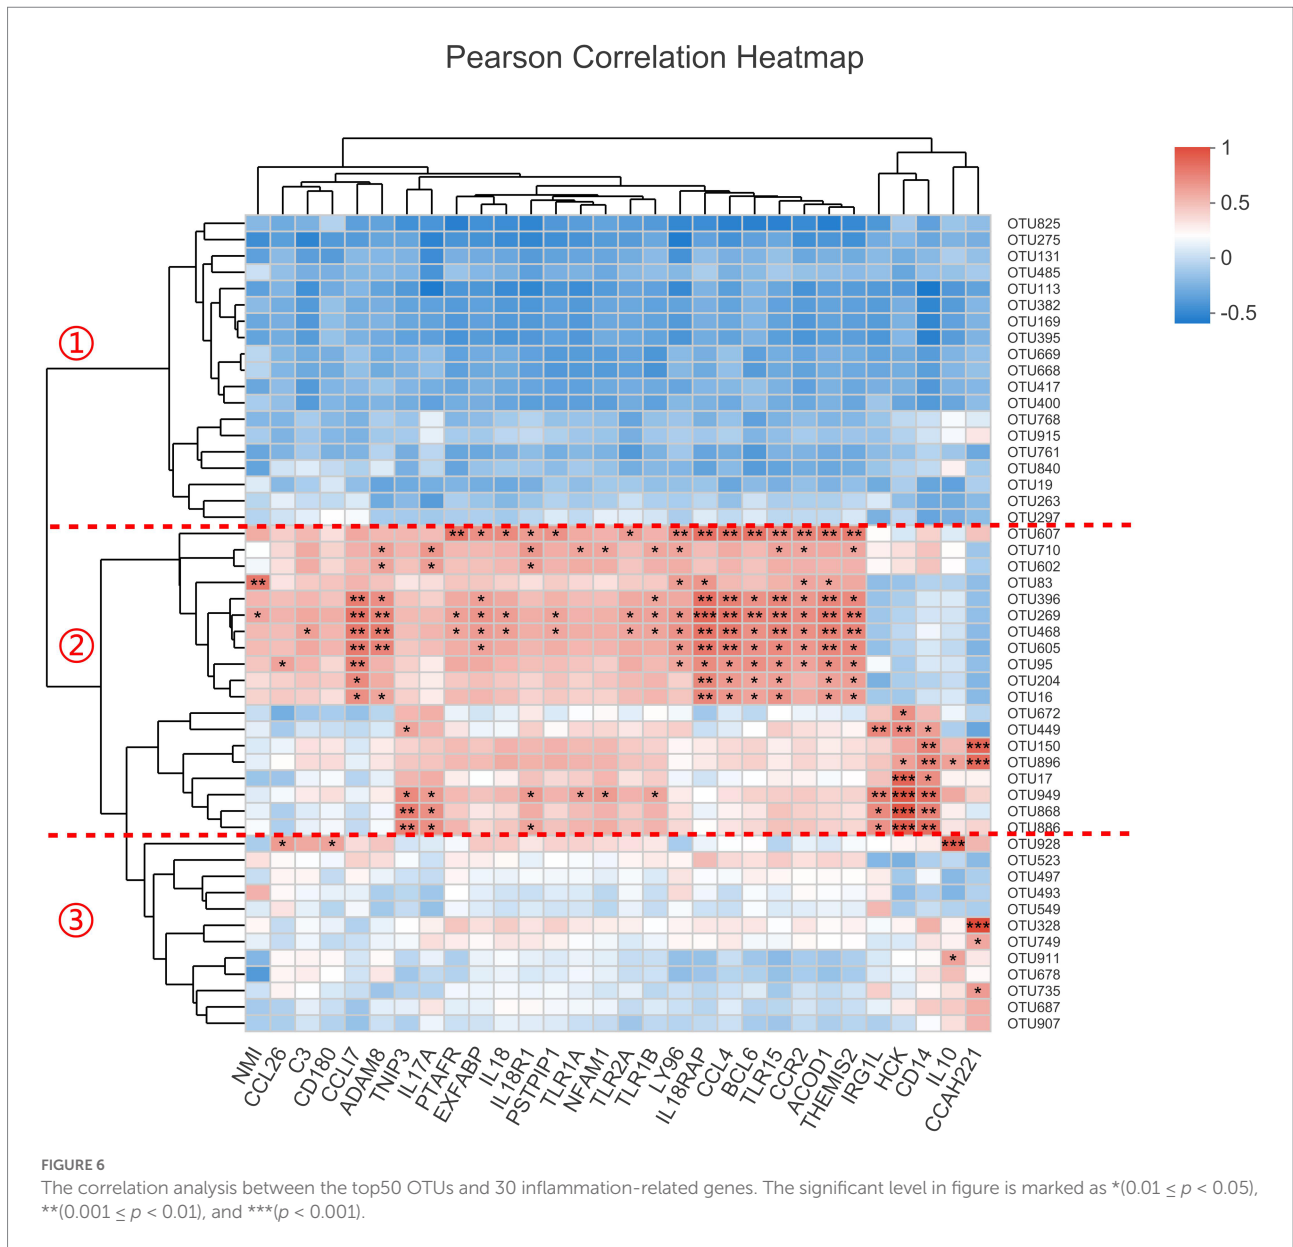 Pearson Correlation Heatmap
1
0.5
0
-0.5
①
②
③
OTU825
OTU275
OTU131
OTU485
OTU113
OTU382
OTU169
OTU395
OTU669
OTU668
OTU417
OTU400
OTU768
OTU915
OTU761
OTU840
OTU19
OTU263
OTU297
** * * * * * ** ** ** ** ** ** ** ** OTU607
* * * * * * * * * * OTU710
* * * OTU602
** * * * * OTU83
** * * * ** ** * ** * ** * OTU396
* ** ** * * * * * * * *** ** ** ** * ** ** OTU269
* ** ** * * * * * * * ** ** * ** * ** ** OTU468
** ** * * ** ** * * * ** * OTU605
* ** * * * * * * * * OTU95
* ** * * * * * OTU204
* * ** * * * * * OTU16
* OTU672
* ** ** * OTU449
** *** OTU150
* ** * *** OTU896
*** * OTU17
* * * * * * ** *** ** OTU949
** * * *** ** OTU868
** * * * *** ** OTU886
* * *** OTU928
OTU523
OTU497
OTU493
OTU549
*** OTU328
* OTU749
* OTU911
OTU678
* OTU735
OTU687
OTU907
NMI
CCL26
C3
CD180
CCLI7
ADAM8
TNIP3
IL17A
PTAFR
EXFABP
IL18
IL18R1
PSTPIP1
TLR1A
NFAM1
TLR2A
TLR1B
LY96
IL18RAP
CCL4
BCL6
TLR15
CCR2
ACOD1
THEMIS2
IRG1L
HCK
CD14
IL10
CCAH221
FIGURE 6
The correlation analysis between the top50 OTUs and 30 inflammation-related genes. The significant level in figure is marked as *(0.01 ≤ p < 0.05),
**(0.001 ≤ p < 0.01), and ***(p < 0.001).